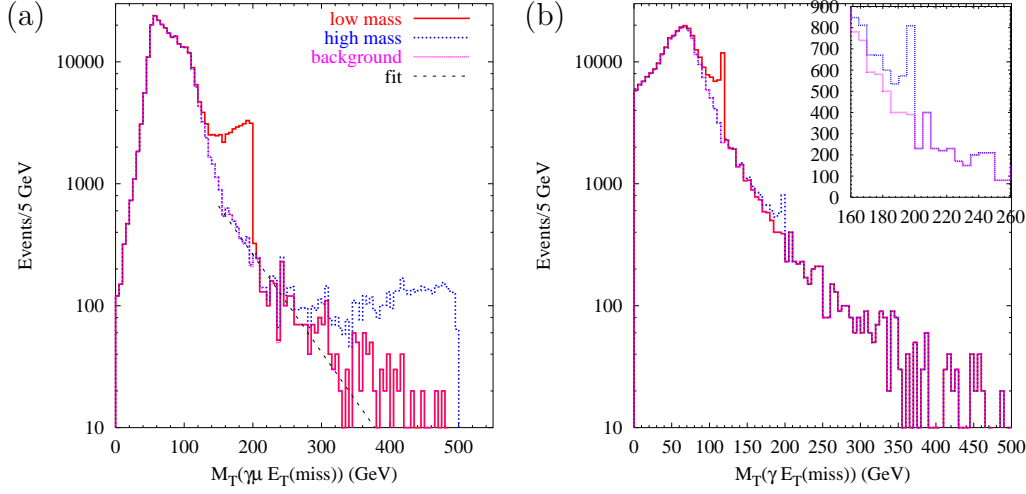 (a)
low mass
high mass
background
fit
Events/5 GeV
10000
1000
100
10
0 100 200 300 400 500
M_T(γμ E_T(miss)) (GeV)
(b)
Events/5 GeV
10000
1000
100
10
0 50 100 150 200 250 300 350 400 450 500
M_T(γ E_T(miss)) (GeV)
900
800
700
600
500
400
300
200
100
0
160 180 200 220 240 260